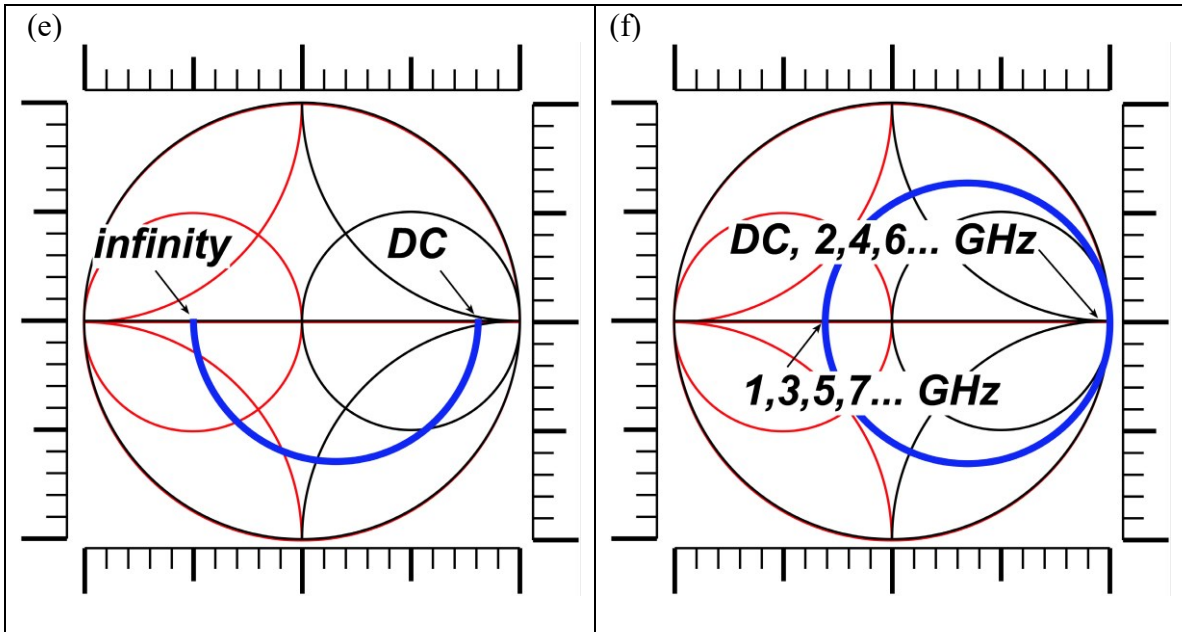 (e)
infinity
DC
(f)
DC, 2,4,6... GHz
1,3,5,7... GHz